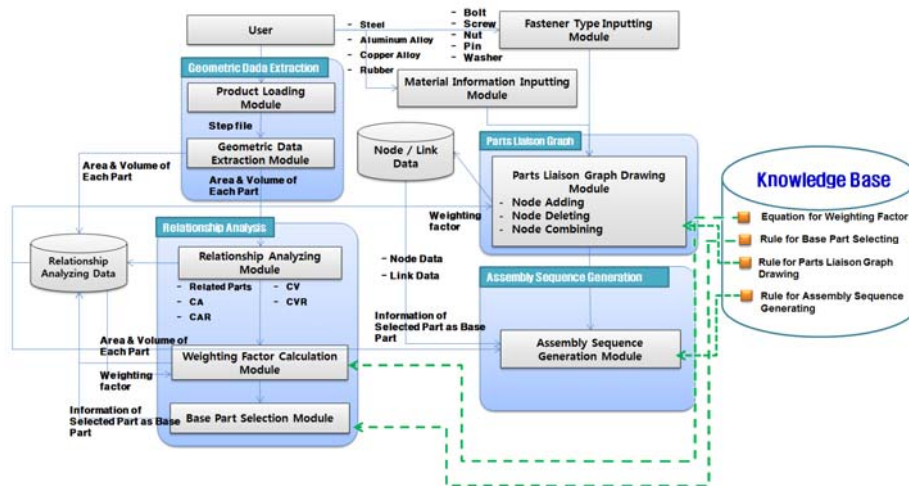 User
- Steel
- Aluminum Alloy
- Copper Alloy
- Rubber
- Bolt
- Screw
- Nut
- Pin
- Washer
Fastener Type Inputting
Module
Material Information Inputting
Module
Geometric Dada Extraction
Product Loading
Module
Step file
Geometric Data
Extraction Module
Area & Volume of
Each Part
Area & Volume of
Each Part
Node / Link
Data
Parts Liaison Graph
Parts Liaison Graph Drawing
Module
- Node Adding
- Node Deleting
- Node Combining
Weighting
factor
Knowledge Base
Equation for Weighting Factor
Rule for Base Part Selecting
Rule for Parts Liaison Graph
Drawing
Rule for Assembly Sequence
Generating
Relationship Analysis
Relationship
Analyzing Data
Relationship Analyzing
Module
- Related Parts
- CA
- CAR
- CV
- CVR
- Node Data
- Link Data
Assembly Sequence Generation
Information of
Selected Part as Base
Part
Assembly Sequence
Generation Module
Area & Volume of
Each Part
Weighting Factor Calculation
Module
Weighting
factor
Information of
Selected Part as Base
Part
Base Part Selection Module